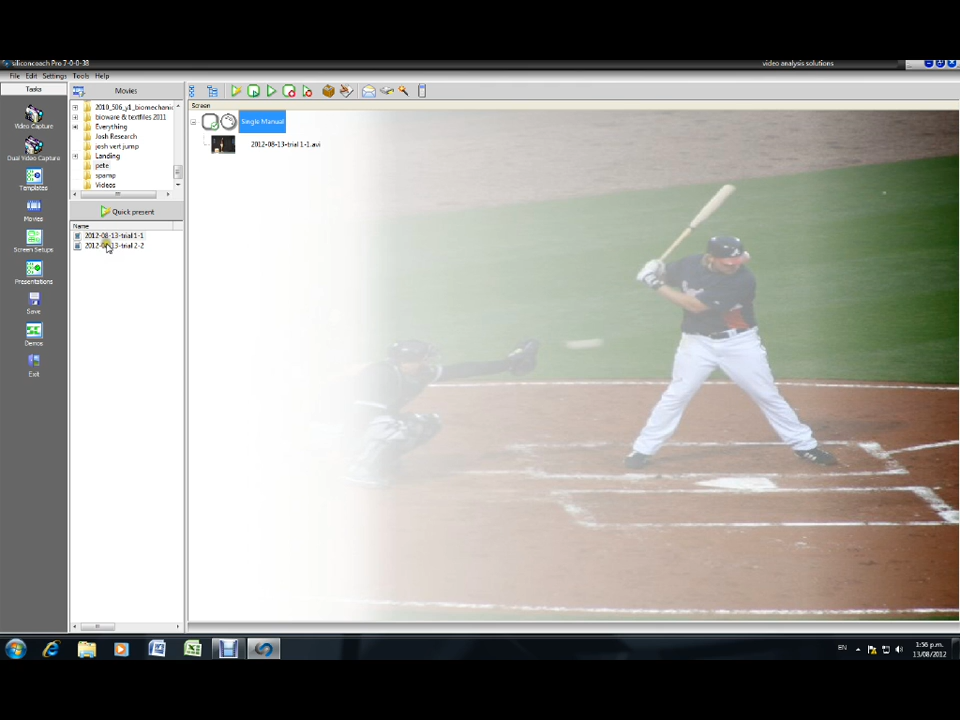 siliconcoach Pro 7-0-0-38
video analysis solutions
File Edit Settings Tools Help
Tasks
Movies
Screen
Video Capture
Dual Video Capture
Templates
Movies
Screen Setups
Presentations
Save
Demos
Exit
2010_506_y1_biomechanic
bioware & textfiles 2011
Everything
Josh Research
josh vert jump
Landing
pete
spamp
Videos
Quick present
Name
2012-08-13-trial 1-1
2012-08-13-trial 2-2
Single Manual
2012-08-13-trial 1-1.avi
EN
1:56 p.m.
13/08/2012